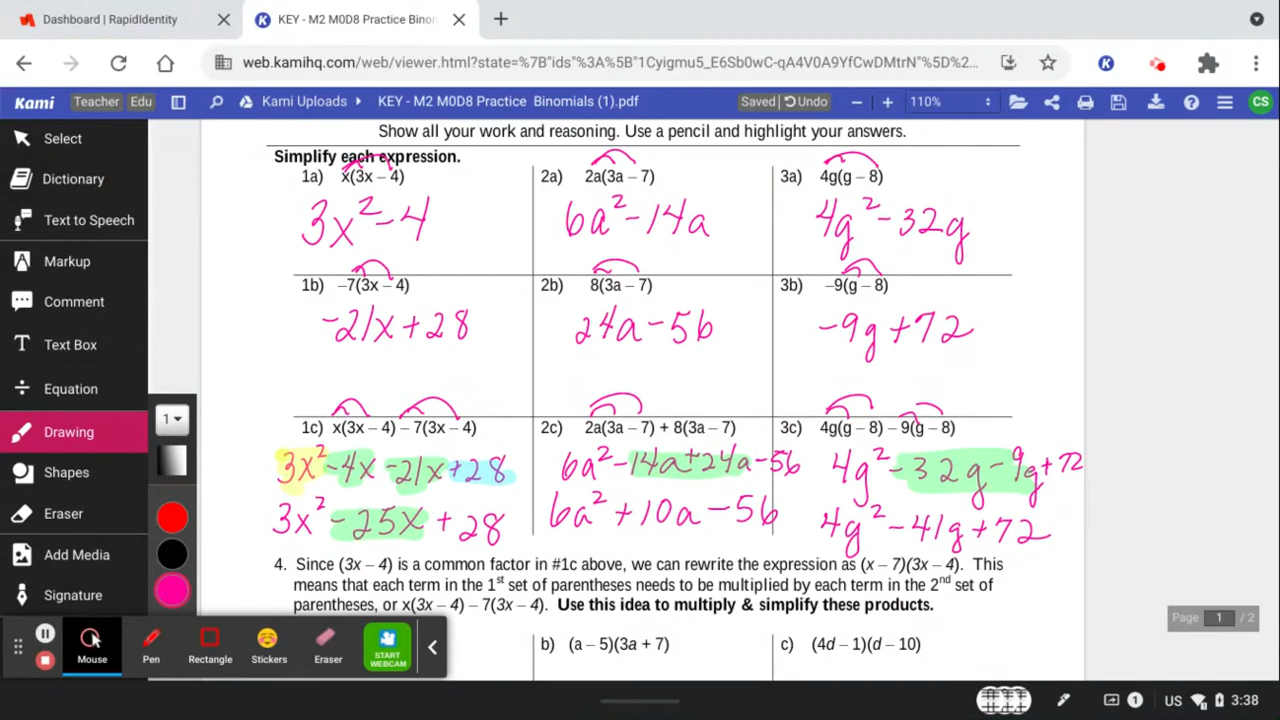 Dashboard | RapidIdentity
KEY - M2 M0D8 Practice Binon
web.kamihq.com/web/viewer.html?state=%7B"ids"%3A%5B"1Cyigmu5_E6Sb0wC-qA4V0A9YfCwDMtrN"%5D%2...
Kami Teacher Edu Kami Uploads KEY - M2 M0D8 Practice Binomials (1).pdf Saved Undo 110% CS
Select
Dictionary
Text to Speech
Markup
Comment
Text Box
Equation
1
Drawing
Shapes
Eraser
Add Media
Signature
Show all your work and reasoning. Use a pencil and highlight your answers.
Simplify each expression.
1a) x(3x – 4) 2a) 2a(3a – 7) 3a) 4g(g – 8)
3x² - 4 6a² - 14a 4g² - 32g
1b) –7(3x – 4) 2b) 8(3a – 7) 3b) –9(g – 8)
-21x + 28 24a - 56 -9g + 72
1c) x(3x – 4) – 7(3x – 4) 2c) 2a(3a – 7) + 8(3a – 7) 3c) 4g(g – 8) – 9(g – 8)
3x² - 4x - 21x + 28 6a² - 14a + 24a - 56 4g² - 32g - 9g + 72
3x² - 25x + 28 6a² + 10a - 56 4g² - 41g + 72
4. Since (3x – 4) is a common factor in #1c above, we can rewrite the expression as (x – 7)(3x – 4). This
means that each term in the 1st set of parentheses needs to be multiplied by each term in the 2nd set of
parentheses, or x(3x – 4) – 7(3x – 4). Use this idea to multiply & simplify these products.
b) (a – 5)(3a + 7) c) (4d – 1)(d – 10)
Page 1 / 2
Mouse Pen Rectangle Stickers Eraser START WEBCAM
1 US 3:38